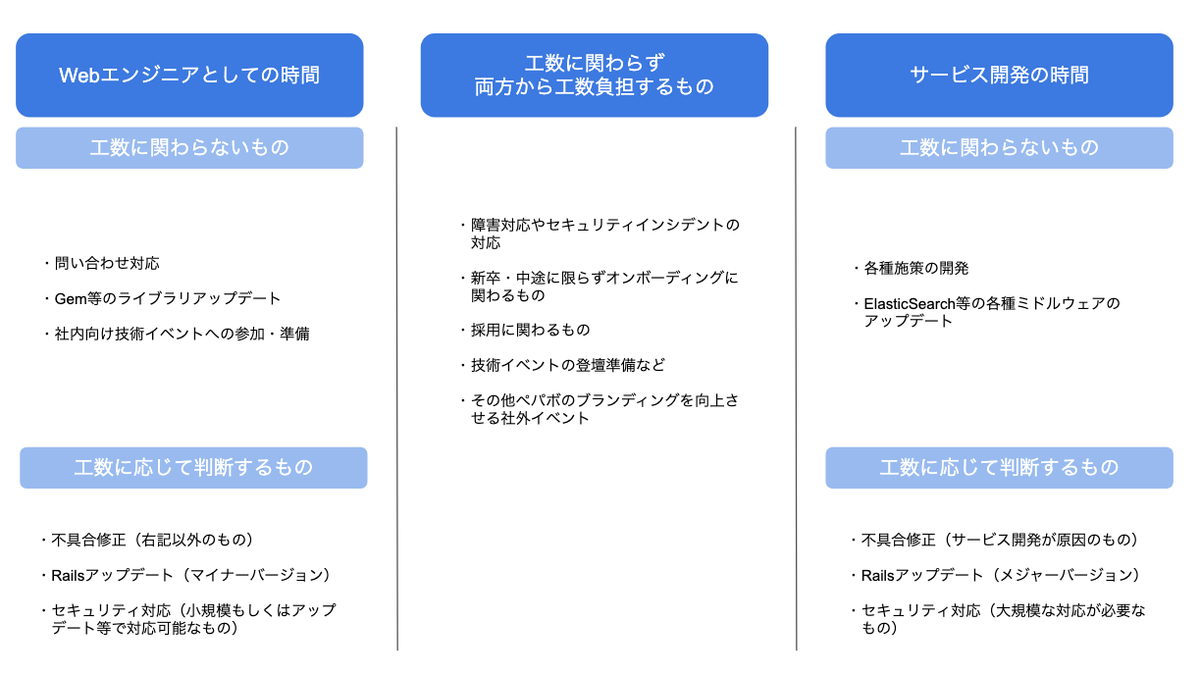 Webエンジニアとしての時間
工数に関わらないもの
・問い合わせ対応
・Gem等のライブラリアップデート
・社内向け技術イベントへの参加・準備
工数に応じて判断するもの
・不具合修正（右記以外のもの）
・Railsアップデート（マイナーバージョン）
・セキュリティ対応（小規模もしくはアップ
デート等で対応可能なもの）
工数に関わらず
両方から工数負担するもの
・障害対応やセキュリティインシデントの
対応
・新卒・中途に限らずオンボーディングに
関わるもの
・採用に関わるもの
・技術イベントの登壇準備など
・その他ペパボのブランディングを向上さ
せる社外イベント
サービス開発の時間
工数に関わらないもの
・各種施策の開発
・ElasticSearch等の各種ミドルウェアの
アップデート
工数に応じて判断するもの
・不具合修正（サービス開発が原因のもの）
・Railsアップデート（メジャーバージョン）
・セキュリティ対応（大規模な対応が必要な
もの）